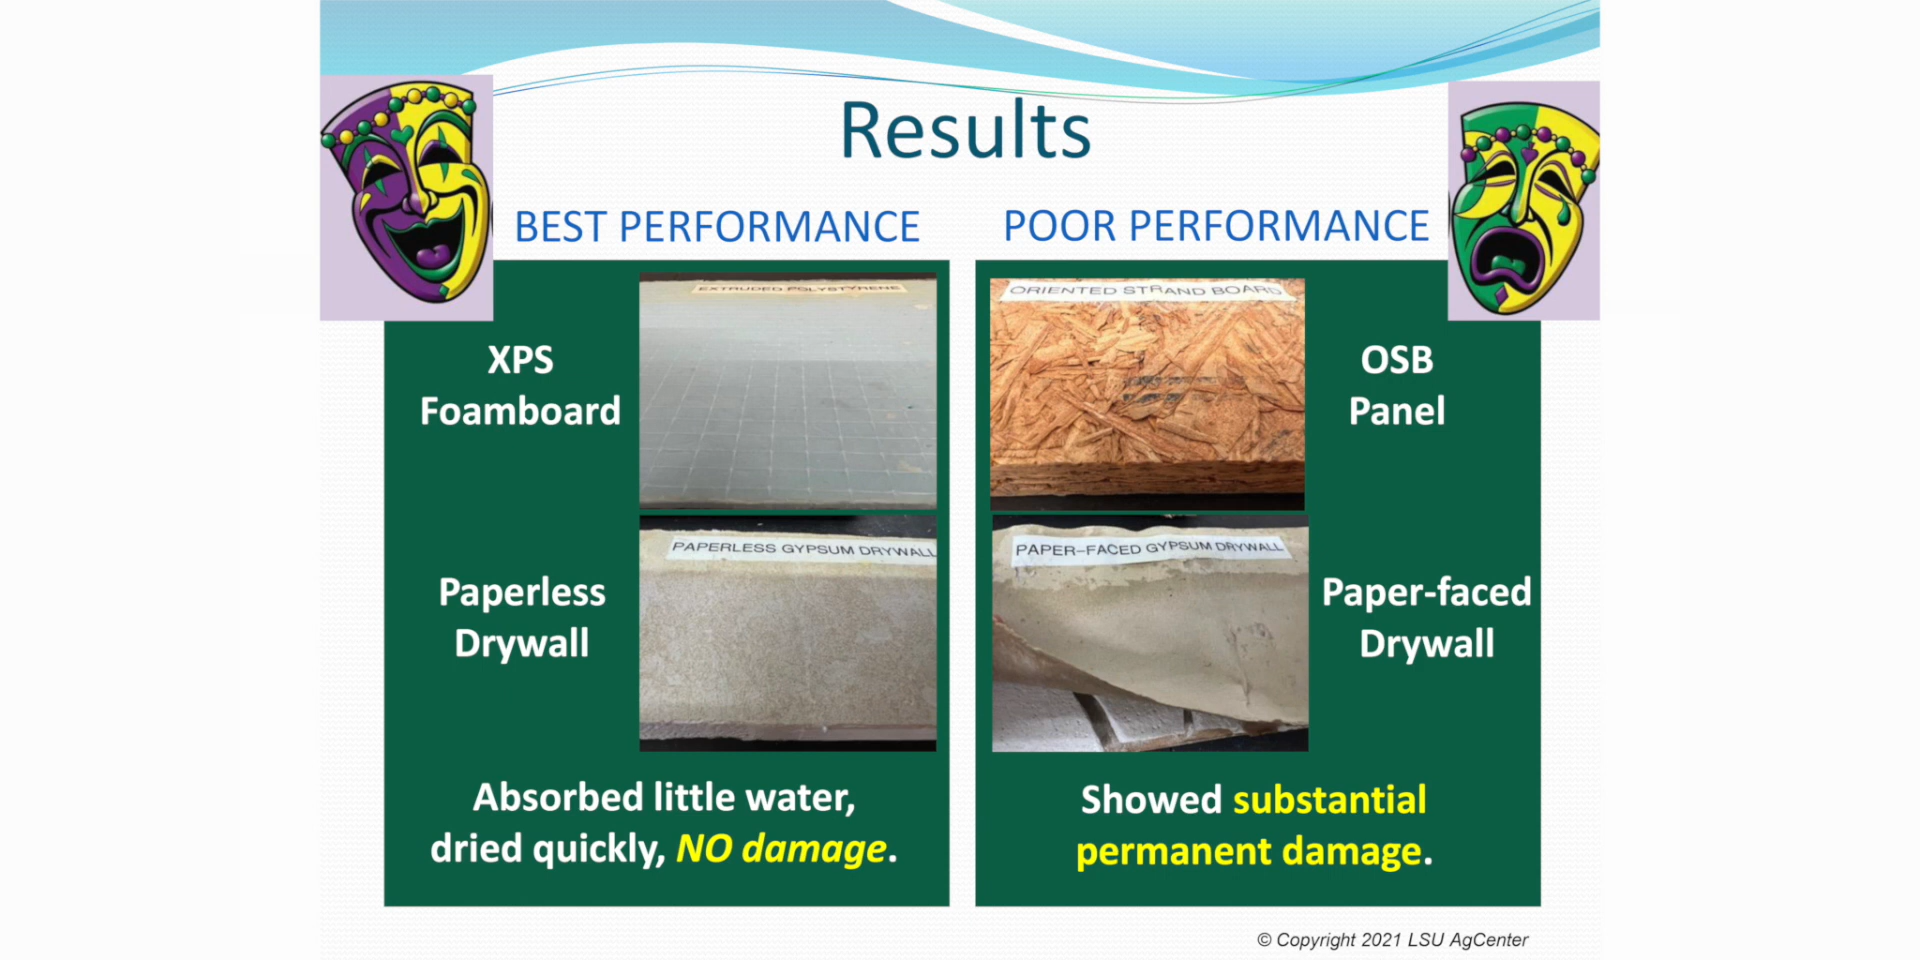 Results
BEST PERFORMANCE
POOR PERFORMANCE
EXTRUDED POLYSTYRENE
XPS
Foamboard
PAPERLESS GYPSUM DRYWALL
Paperless
Drywall
Absorbed little water,
dried quickly, NO damage.
ORIENTED STRAND BOARD
OSB
Panel
PAPER-FACED GYPSUM DRYWALL
Paper-faced
Drywall
Showed substantial
permanent damage.
© Copyright 2021 LSU AgCenter